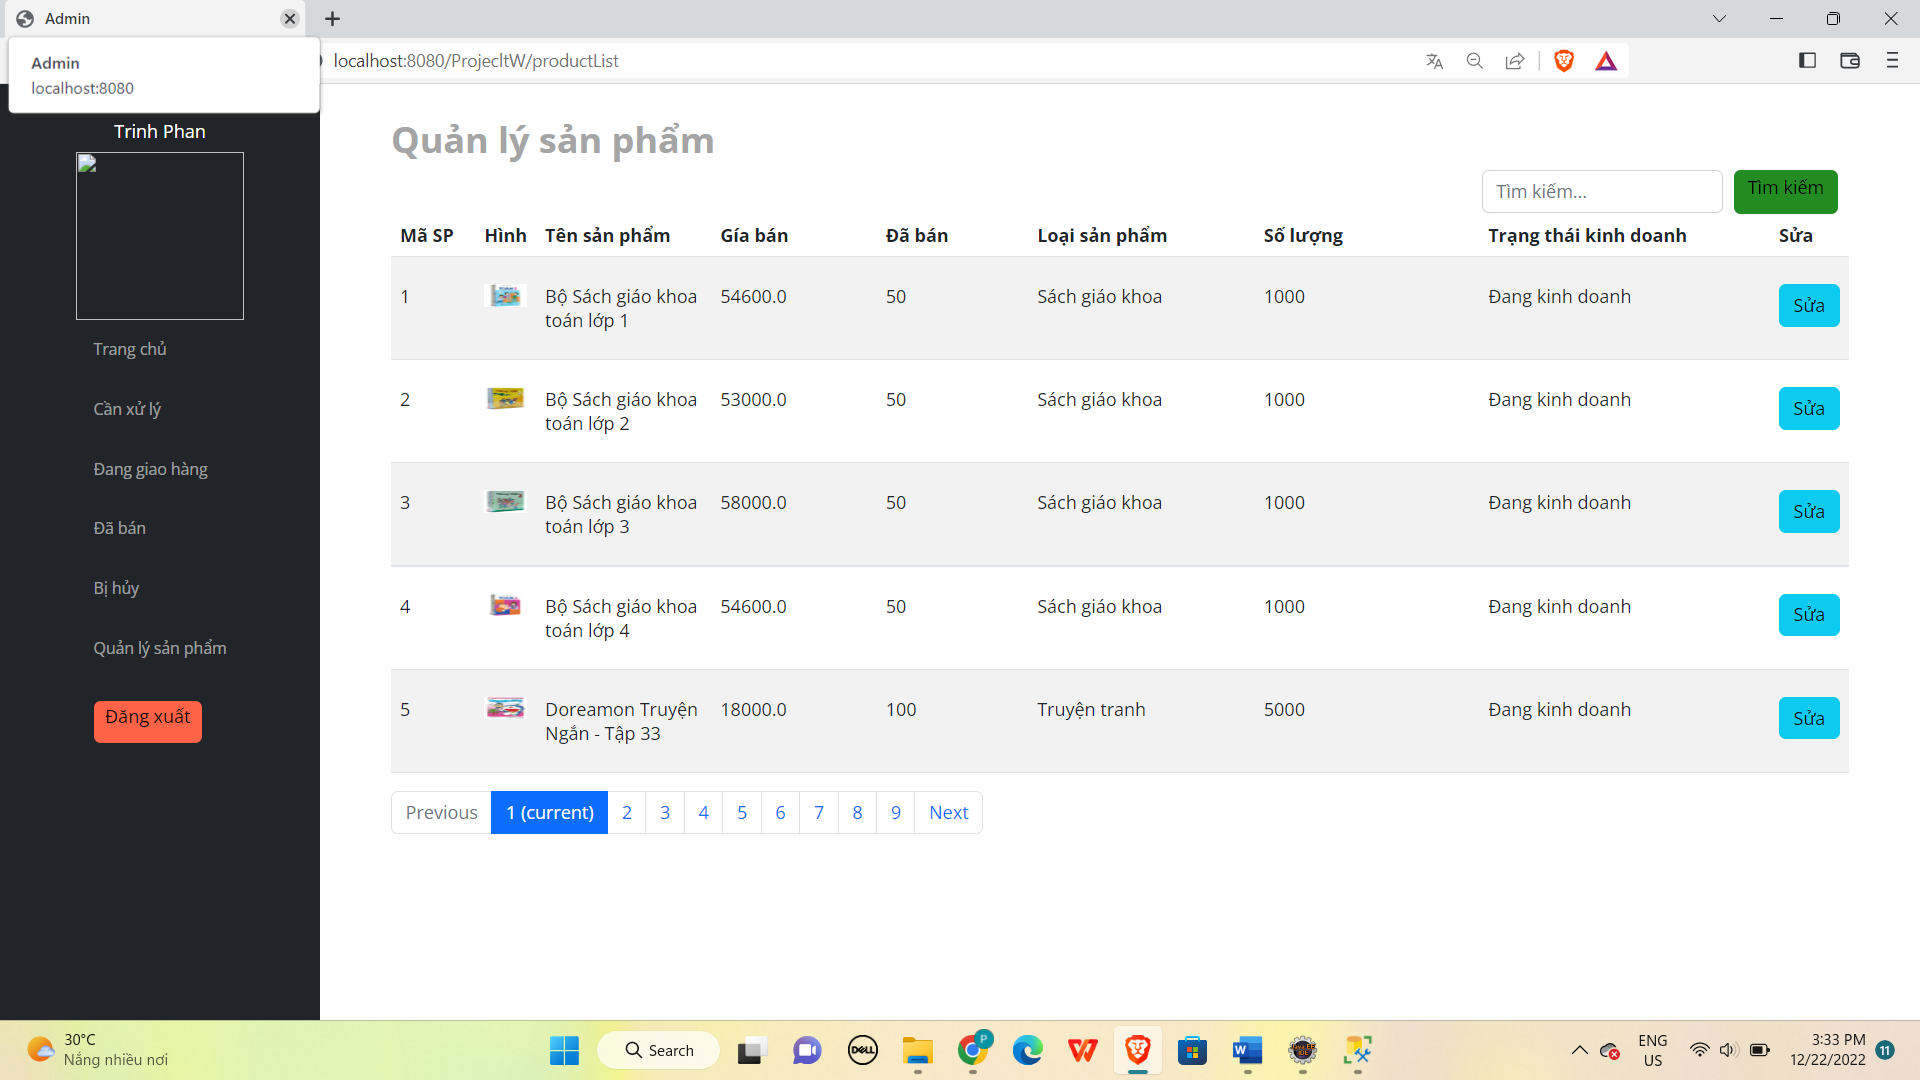 Admin
Admin
localhost:8080
localhost:8080/ProjecltW/productList
Trinh Phan
Trang chủ
Cần xử lý
Đang giao hàng
Đã bán
Bị hủy
Quản lý sản phẩm
Đăng xuất
Quản lý sản phẩm
Tìm kiếm...
Tìm kiếm
Mã SP Hình Tên sản phẩm Gía bán Đã bán Loại sản phẩm Số lượng Trạng thái kinh doanh Sửa
1 Bộ Sách giáo khoa 54600.0 50 Sách giáo khoa 1000 Đang kinh doanh Sửa
toán lớp 1
2 Bộ Sách giáo khoa 53000.0 50 Sách giáo khoa 1000 Đang kinh doanh Sửa
toán lớp 2
3 Bộ Sách giáo khoa 58000.0 50 Sách giáo khoa 1000 Đang kinh doanh Sửa
toán lớp 3
4 Bộ Sách giáo khoa 54600.0 50 Sách giáo khoa 1000 Đang kinh doanh Sửa
toán lớp 4
5 Doreamon Truyện 18000.0 100 Truyện tranh 5000 Đang kinh doanh Sửa
Ngắn - Tập 33
Previous 1 (current) 2 3 4 5 6 7 8 9 Next
30°C
Nắng nhiều nơi
Search
DELL
P
W
ENG
US
3:33 PM
12/22/2022
11